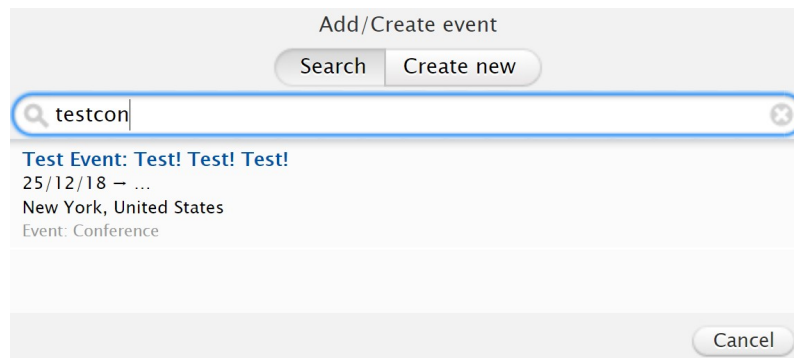 Add/Create event
Search Create new
testcon
Test Event: Test! Test! Test!
25/12/18 → ...
New York, United States
Event: Conference
Cancel